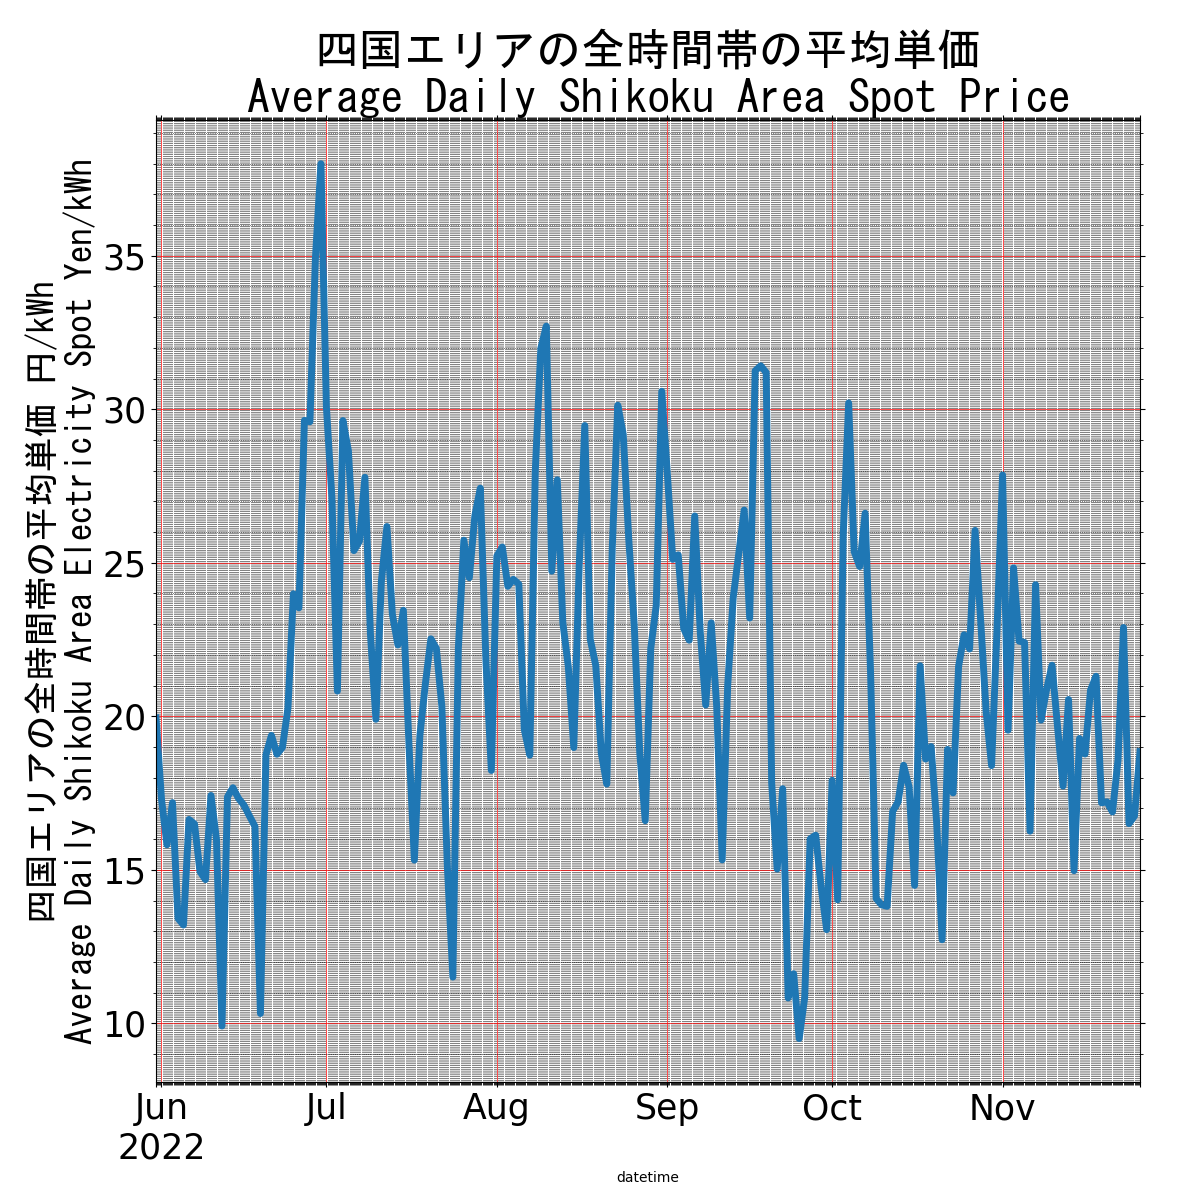 四国エリアの全時間帯の平均単価
Average Daily Shikoku Area Spot Price
四国エリアの全時間帯の平均単価 円/kWh
Average Daily Shikoku Area Electricity Spot Yen/kWh
35
30
25
20
15
10
Jun
2022
Jul
Aug
Sep
Oct
Nov
datetime